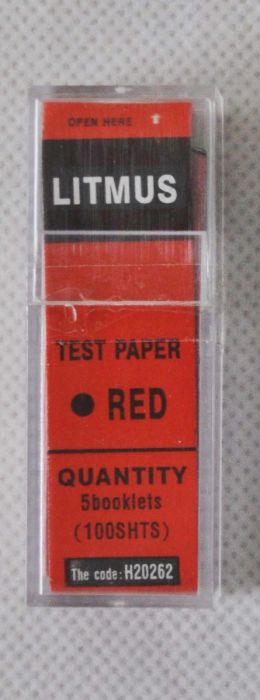 OPEN HERE
LITMUS
TEST PAPER
● RED
QUANTITY
5booklets
(100SHTS)
The code:H20262